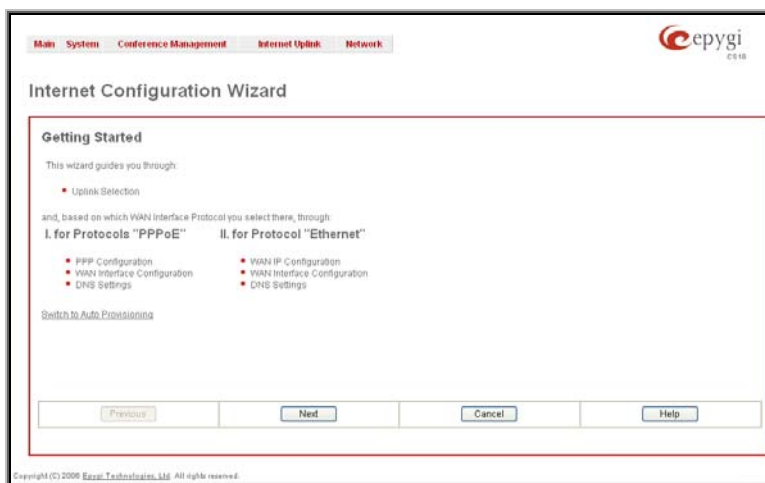 Main System Conference Management Internet Uplink Network
epygi
CS18
Internet Configuration Wizard
Getting Started
This wizard guides you through:
Uplink Selection
and, based on which WAN Interface Protocol you select there, through:
I. for Protocols "PPPoE" II. for Protocol "Ethernet"
PPP Configuration WAN IP Configuration
WAN Interface Configuration WAN Interface Configuration
DNS Settings DNS Settings
Switch to Auto Provisioning
Previous Next Cancel Help
Copyright (C) 2006 Epygi Technologies, Ltd. All rights reserved.